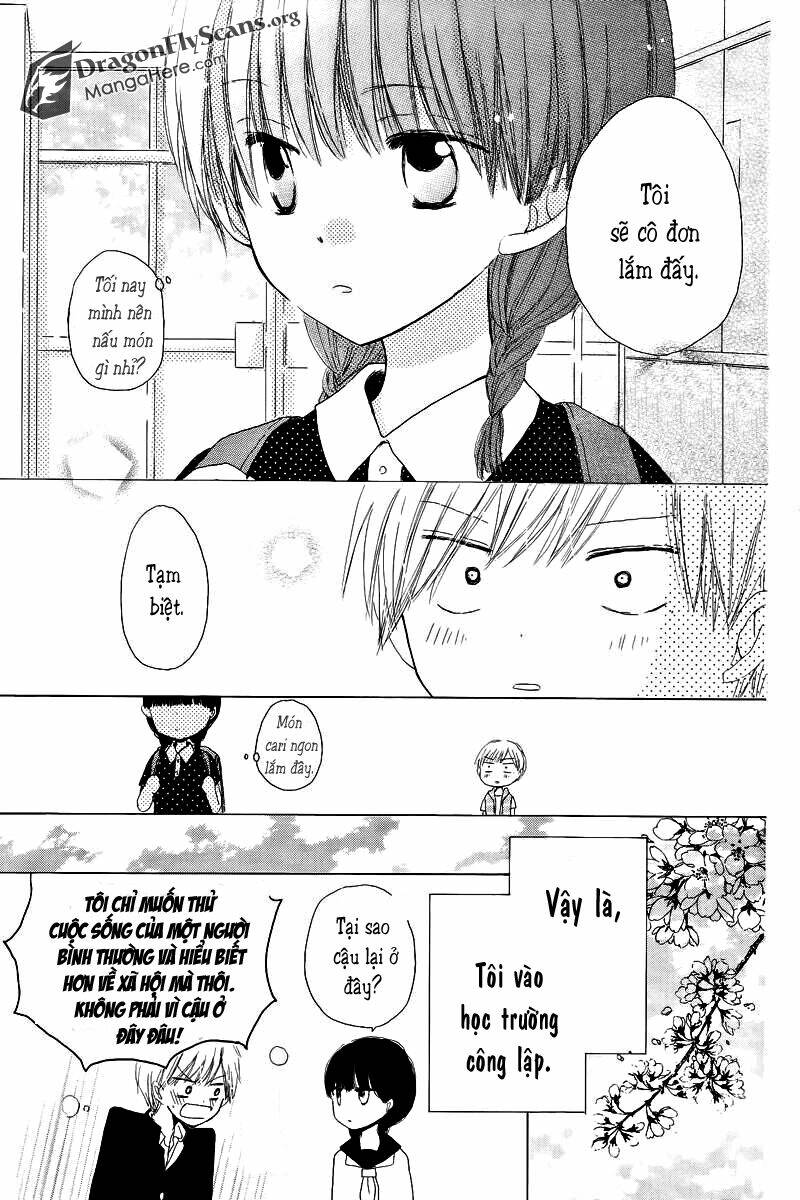 DragonFlyScans.org
MangaHere.com
Tôi
sẽ cô đơn
lắm đấy.
Tối nay
mình nên
nấu món
gì nhỉ?
Tạm
biệt.
Món
cari ngon
lắm đây.
Vậy là,
Tôi vào
học trường
công lập.
Tại sao
cậu lại ở
đây?
TÔI CHỈ MUỐN THỬ
CUỘC SỐNG CỦA MỘT NGƯỜI
BÌNH THƯỜNG VÀ HIỂU BIẾT
HƠN VỀ XÃ HỘI MÀ THÔI.
KHÔNG PHẢI VÌ CẬU Ở
ĐÂY ĐÂU!